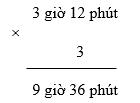 3 giờ 12 phút
×
3
9 giờ 36 phút